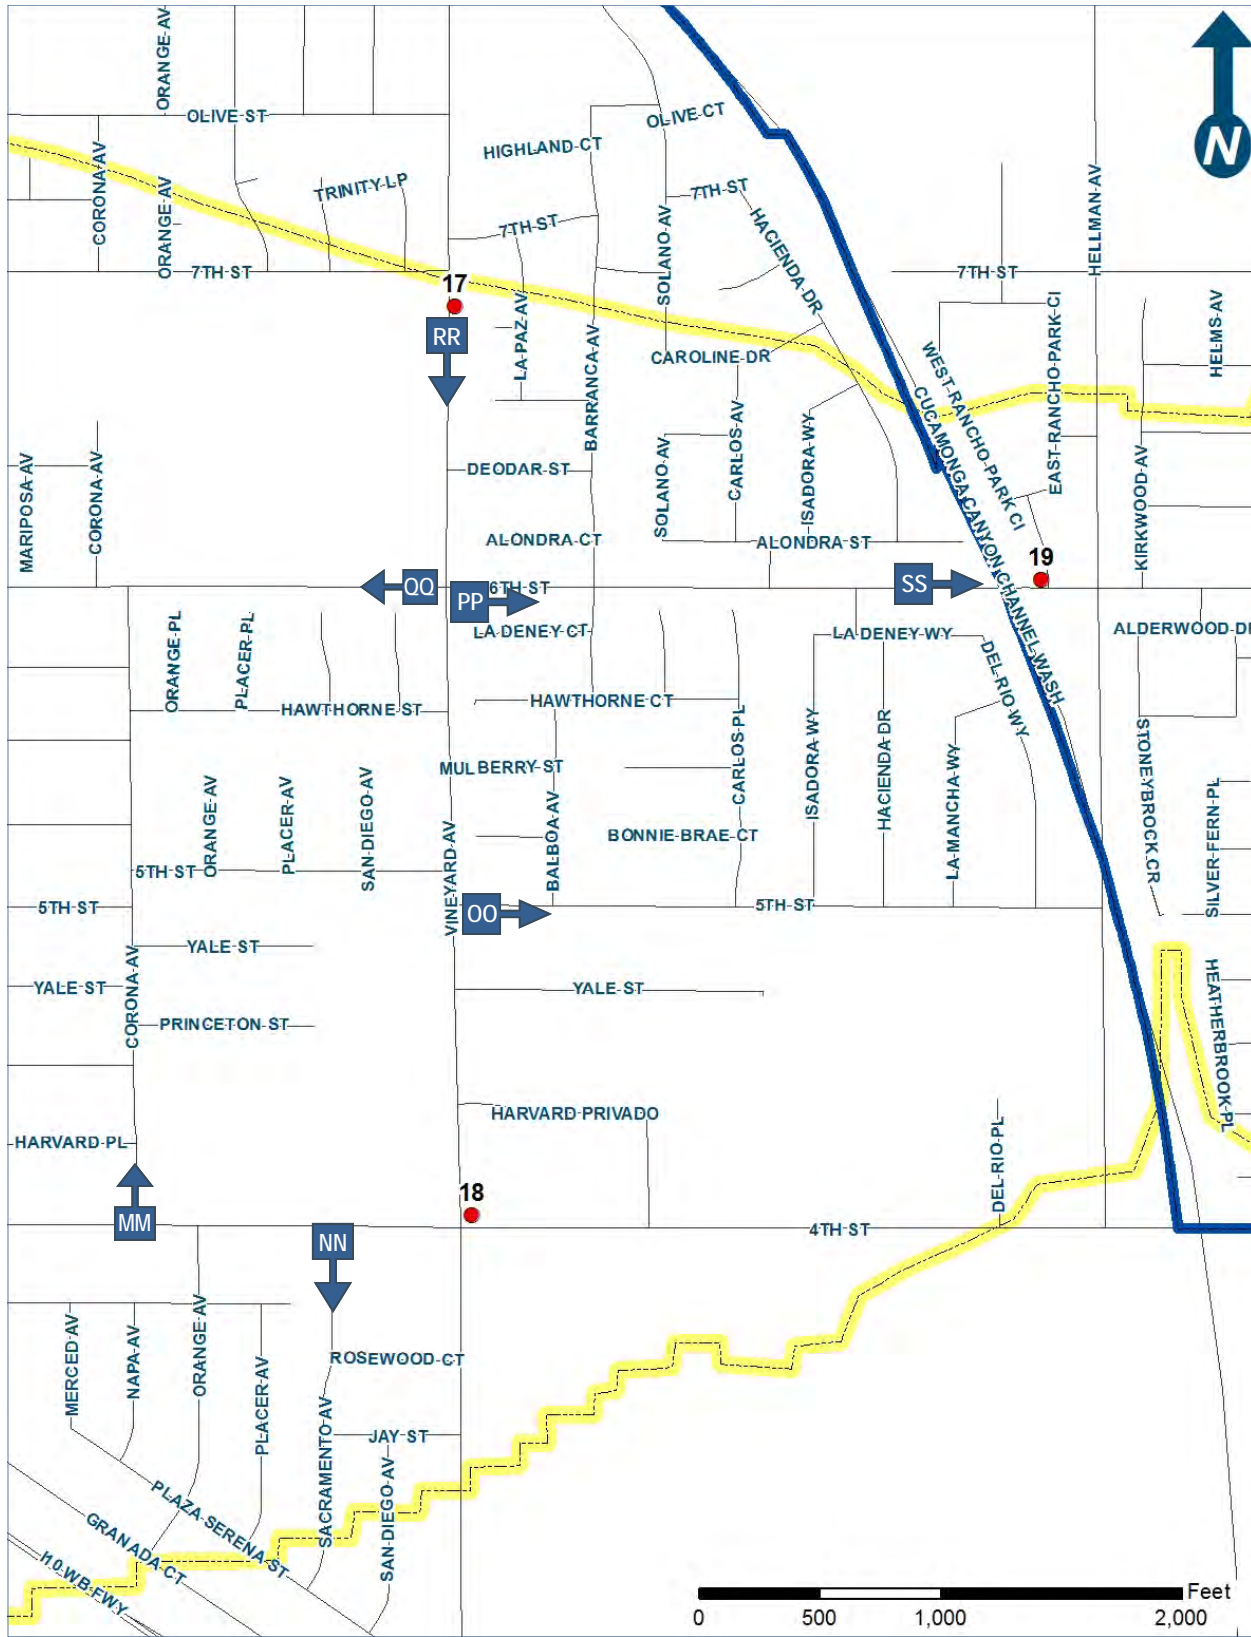 ORANGE AV
OLIVE ST
OLIVE CT
HIGHLAND CT
N
CORONA AV
ORANGE AV
TRINITY LP
7TH ST
7TH ST
7TH ST
SOLANO AV
HACIENDA DR
HELLMAN AV
7TH ST
17
RR
LA PAZ AV
BARRANCA AV
CAROLINE DR
WEST RANCHO PARK CI
EAST RANCHO PARK CI
HELMS AV
MARIPOSA AV
CORONA AV
DEODAR ST
SOLANO AV
CARLOS AV
ISADORA WY
CUCAMONGA CANYON CHANNEL WASH
KIRKWOOD AV
ALONDRA CT
ALONDRA ST
19
QQ
PP
6TH ST
SS
LA DENEY CT
LA DENEY WY
ALDERWOOD DR
ORANGE PL
PLACER PL
HAWTHORNE ST
HAWTHORNE CT
DEL RIO WY
MULBERRY ST
CARLOS PL
ISADORA WY
HACIENDA DR
LA MANCHA WY
STONEYBROCK CR
ORANGE AV
PLACER AV
SAN DIEGO AV
VINEYARD AV
BALBOA AV
BONNIE BRAE CT
SILVER FERN PL
5TH ST
5TH ST
OO
5TH ST
YALE ST
YALE ST
CORONA AV
YALE ST
HEATHERBROOK PL
PRINCETON ST
HARVARD PRIVADO
DEL RIO PL
HARVARD PL
18
MM
NN
4TH ST
MERCED AV
NAPA AV
ORANGE AV
PLACER AV
ROSEWOOD CT
SACRAMENTO AV
JAY ST
SAN DIEGO AV
PLAZA SERENA ST
GRANADA CT
I10 WB FWY
Feet
0 500 1,000 2,000